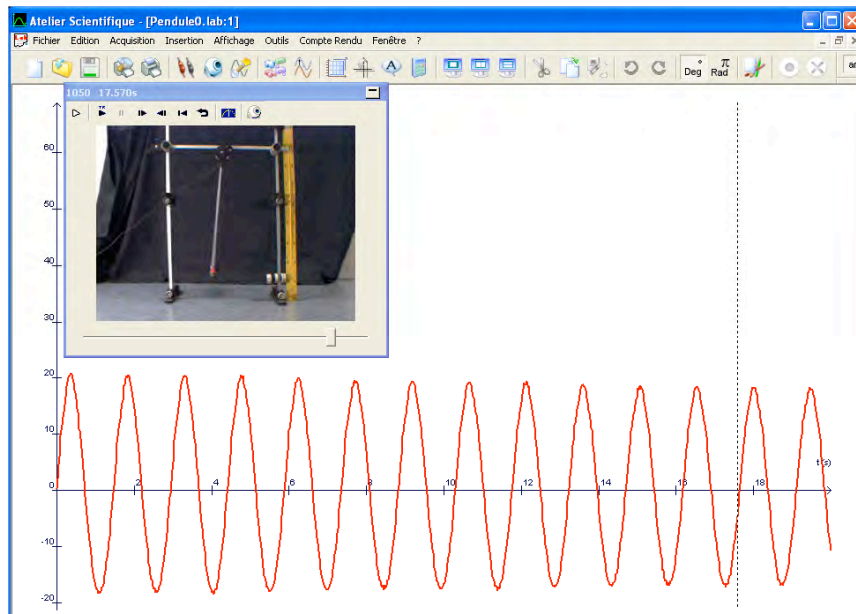 Atelier Scientifique - [Pendule0.lab:1]
Fichier Edition Acquisition Insertion Affichage Outils Compte Rendu Fenêtre ?
Deg Rad π
1050 17.570s
60
50
40
30
20
10
0
-10
-20
2 4 6 8 10 12 14 16 18
t(s)